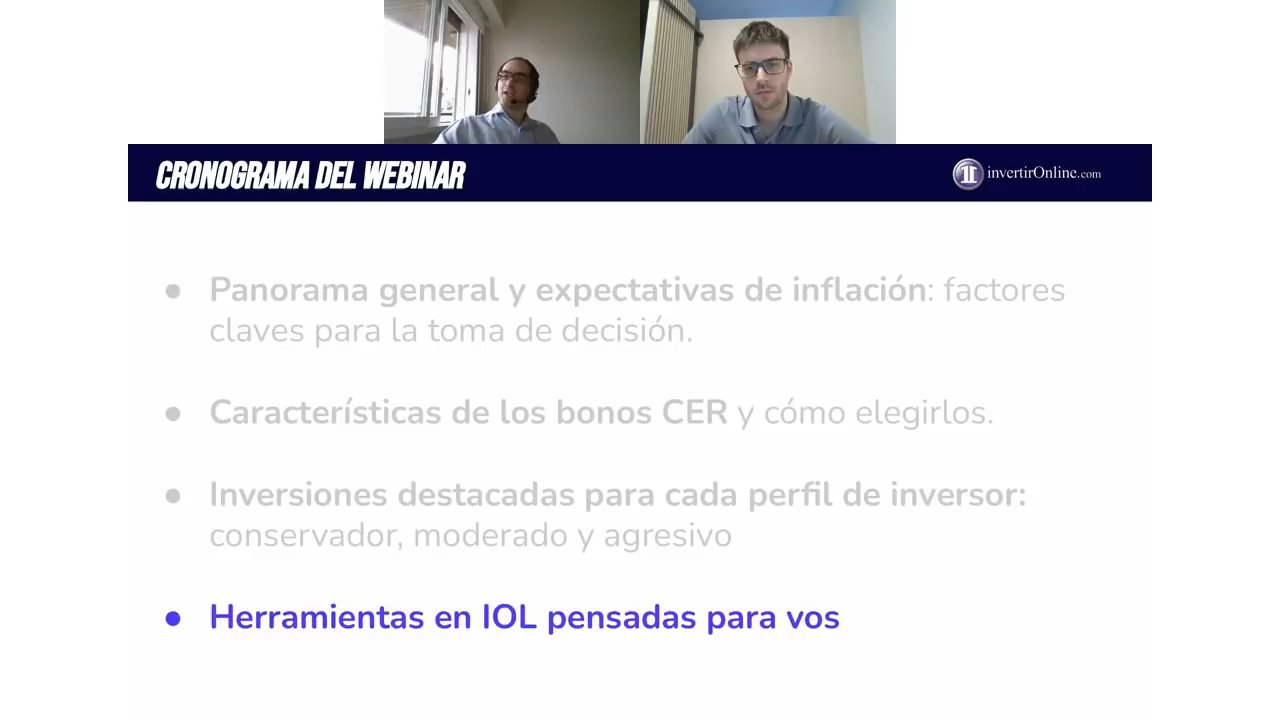 CRONOGRAMA DEL WEBINAR
invertirOnline.com
● Panorama general y expectativas de inflación: factores
claves para la toma de decisión.
● Características de los bonos CER y cómo elegirlos.
● Inversiones destacadas para cada perfil de inversor:
conservador, moderado y agresivo
● Herramientas en IOL pensadas para vos